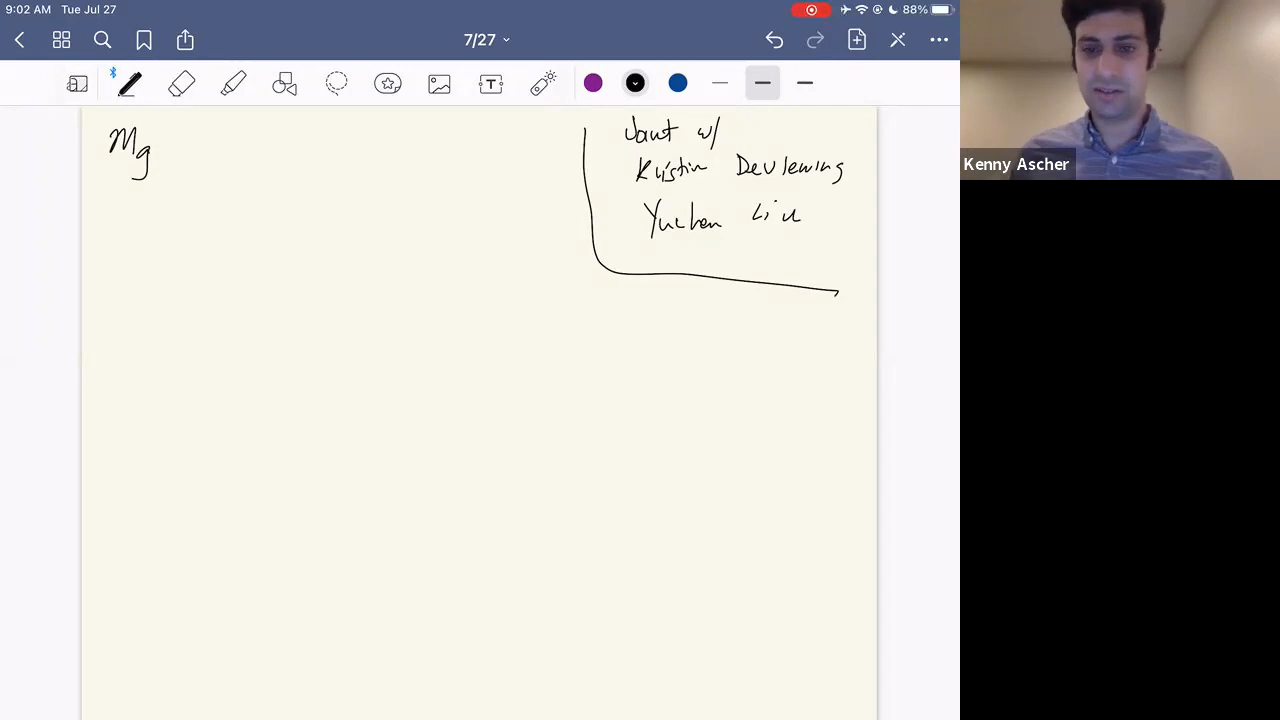 9:02 AM Tue Jul 27
88%
7/27
T
Mg
Joint w/
Kristin DeVleming
Yuchen Liu
Kenny Ascher